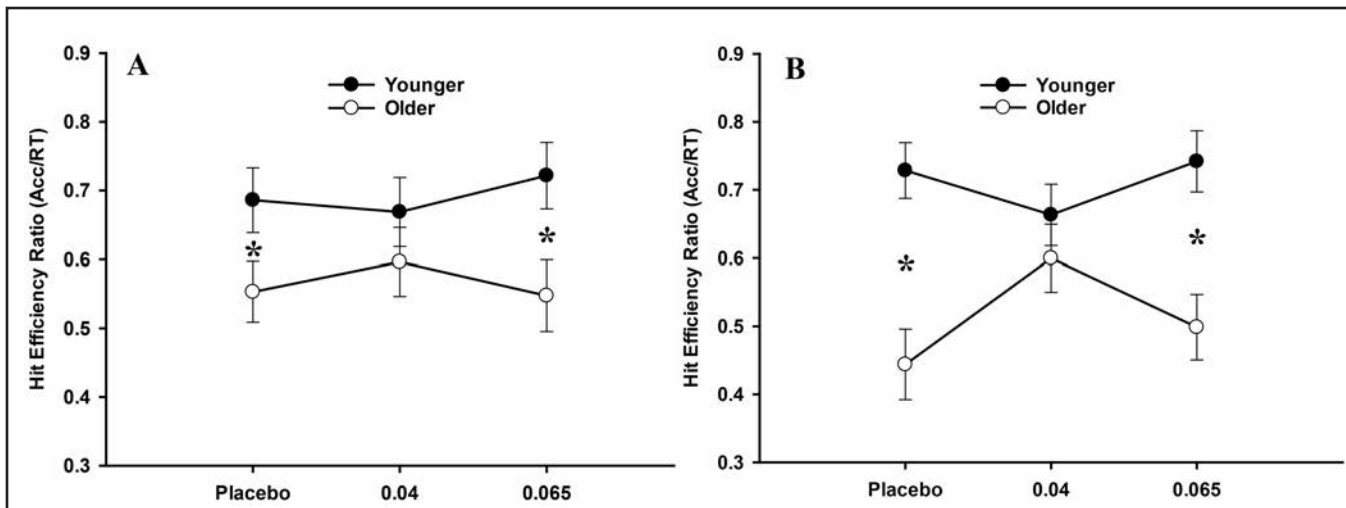 A
Younger
Older
Hit Efficiency Ratio (Acc/RT)
0.9
0.8
0.7
0.6
0.5
0.4
0.3
*
*
Placebo 0.04 0.065
B
Younger
Older
Hit Efficiency Ratio (Acc/RT)
0.9
0.8
0.7
0.6
0.5
0.4
0.3
*
*
Placebo 0.04 0.065